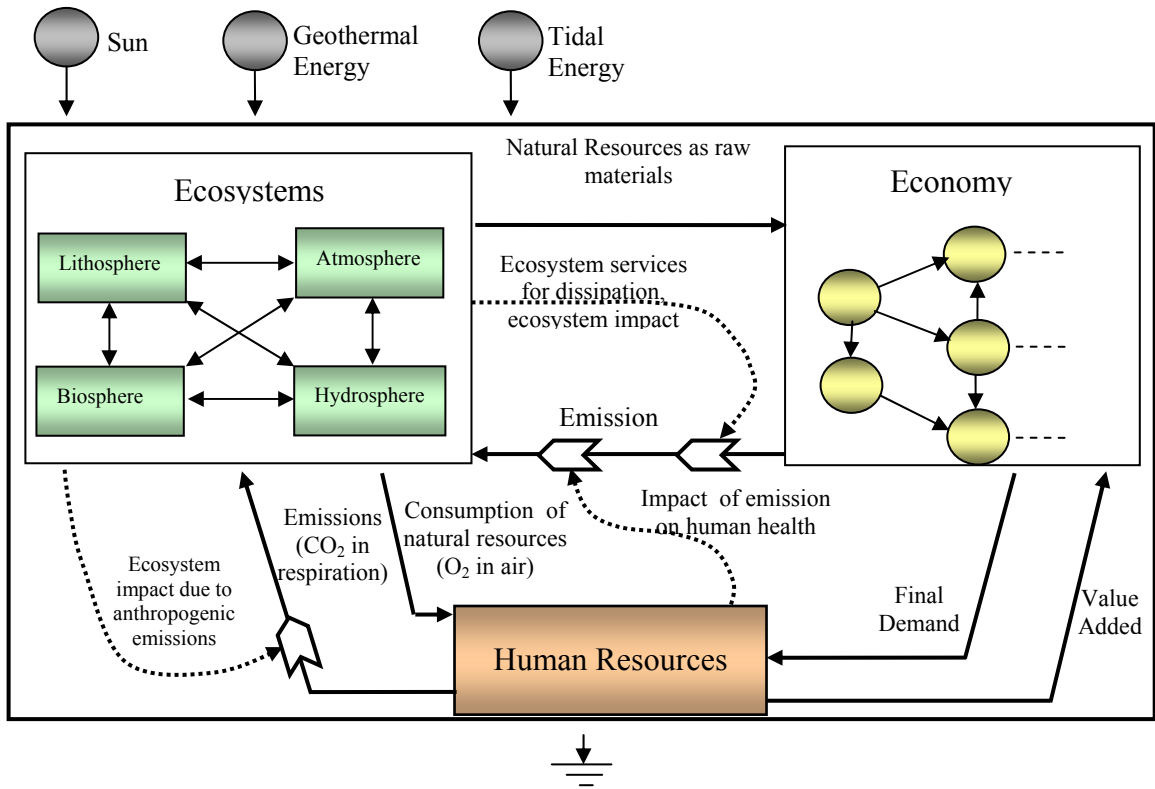 Sun
Geothermal
Energy
Tidal
Energy
Natural Resources as raw
materials
Ecosystems
Economy
Lithosphere
Atmosphere
Biosphere
Hydrosphere
Ecosystem services
for dissipation,
ecosystem impact
Emission
Impact of emission
on human health
Emissions
(CO₂ in
respiration)
Consumption of
natural resources
(O₂ in air)
Ecosystem
impact due to
anthropogenic
emissions
Final
Demand
Value
Added
Human Resources